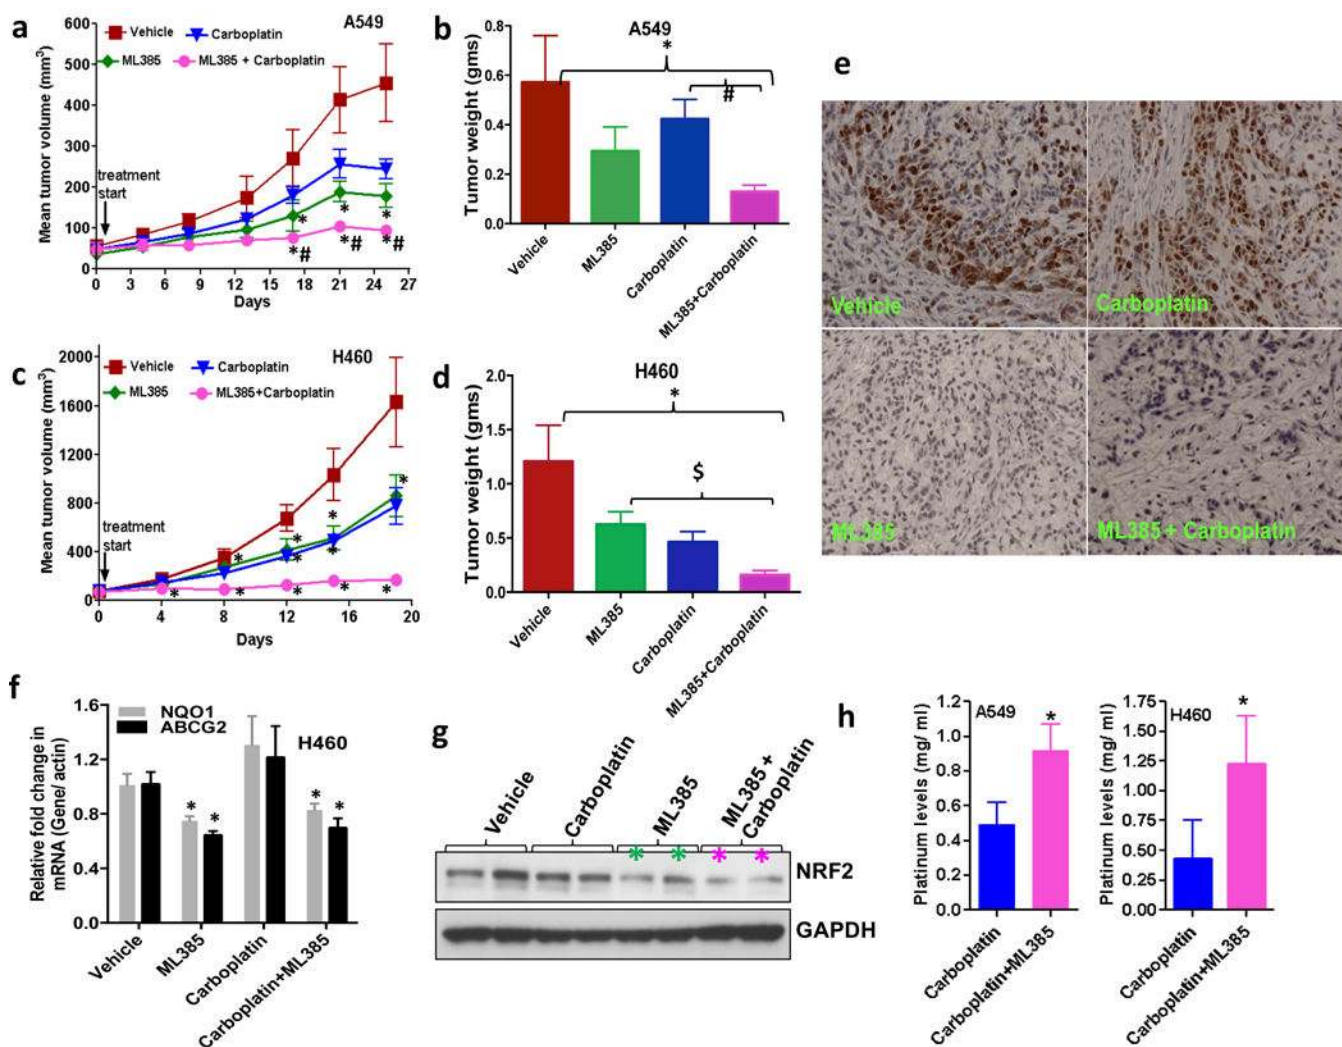 a
A549
Vehicle
Carboplatin
ML385
ML385 + Carboplatin
Mean tumor volume (mm³)
600
500
400
300
200
100
0
treatment
start
*
*
*
*#
*#
*#
0 3 6 9 12 15 18 21 24 27
Days
b
A549
*
#
Tumor weight (gms)
0.8
0.6
0.4
0.2
0.0
Vehicle
ML385
Carboplatin
ML385+Carboplatin
c
H460
Vehicle
Carboplatin
ML385
ML385+Carboplatin
Mean tumor volume (mm³)
2000
1600
1200
800
400
0
treatment
start
*
*
*
*
*
*
*
*
*
*
*
0 4 8 12 16 20
Days
d
H460
*
$
Tumor weight (gms)
2.0
1.5
1.0
0.5
0.0
Vehicle
ML385
Carboplatin
ML385+Carboplatin
e
Vehicle
Carboplatin
ML385
ML385 + Carboplatin
f
NQO1
ABCG2
H460
Relative fold change in
mRNA (Gene/ actin)
1.6
1.2
0.8
0.4
0.0
* *
* *
Vehicle
ML385
Carboplatin
Carboplatin+ML385
g
Vehicle
Carboplatin
ML385
ML385 +
Carboplatin
* * * *
NRF2
GAPDH
h
A549
*
Platinum levels (mg/ ml)
1.2
1.0
0.8
0.6
0.4
0.2
0.0
Carboplatin
Carboplatin+ML385
H460
*
Platinum levels (mg/ ml)
1.75
1.50
1.25
1.00
0.75
0.50
0.25
0.00
Carboplatin
Carboplatin+ML385